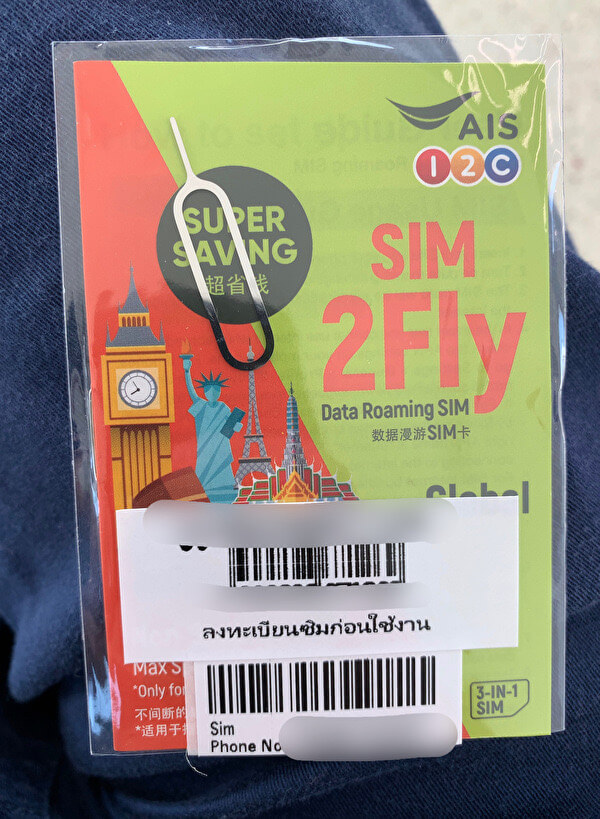 AIS
12C
SUPER
SAVING
超省钱
SIM
2Fly
Data Roaming SIM
数据漫游SIM卡
Global
ลงทะเบียนซิมก่อนใช้งาน
Max S
*Only for
不间断的
*适用于
3-IN-1
SIM
Sim
Phone No